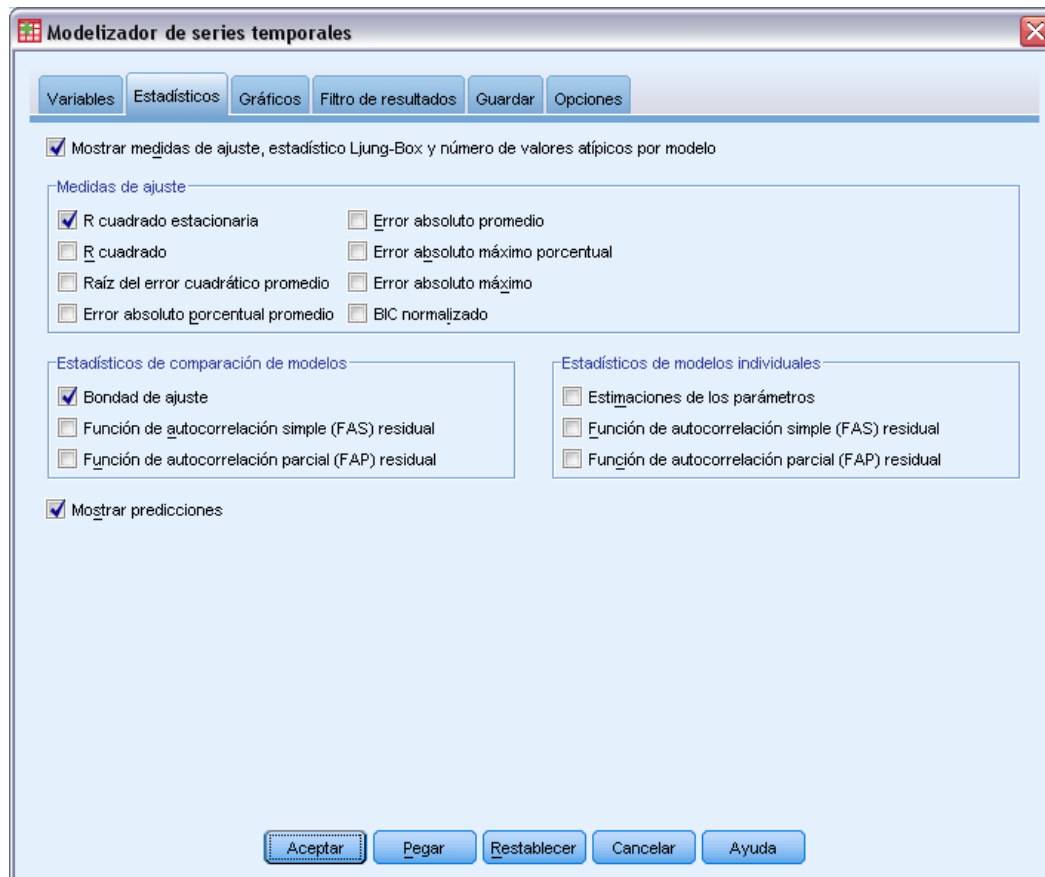 Modelizador de series temporales
Variables Estadísticos Gráficos Filtro de resultados Guardar Opciones
Mostrar medidas de ajuste, estadístico Ljung-Box y número de valores atípicos por modelo
Medidas de ajuste
R cuadrado estacionaria
R cuadrado
Raíz del error cuadrático promedio
Error absoluto porcentual promedio
Error absoluto promedio
Error absoluto máximo porcentual
Error absoluto máximo
BIC normalizado
Estadísticos de comparación de modelos
Bondad de ajuste
Función de autocorrelación simple (FAS) residual
Función de autocorrelación parcial (FAP) residual
Estadísticos de modelos individuales
Estimaciones de los parámetros
Función de autocorrelación simple (FAS) residual
Función de autocorrelación parcial (FAP) residual
Mostrar predicciones
Aceptar Pegar Restablecer Cancelar Ayuda